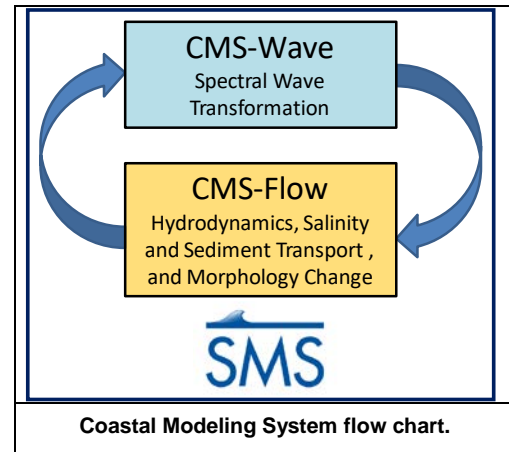 CMS-Wave
Spectral Wave
Transformation
CMS-Flow
Hydrodynamics, Salinity
and Sediment Transport ,
and Morphology Change
SMS
Coastal Modeling System flow chart.